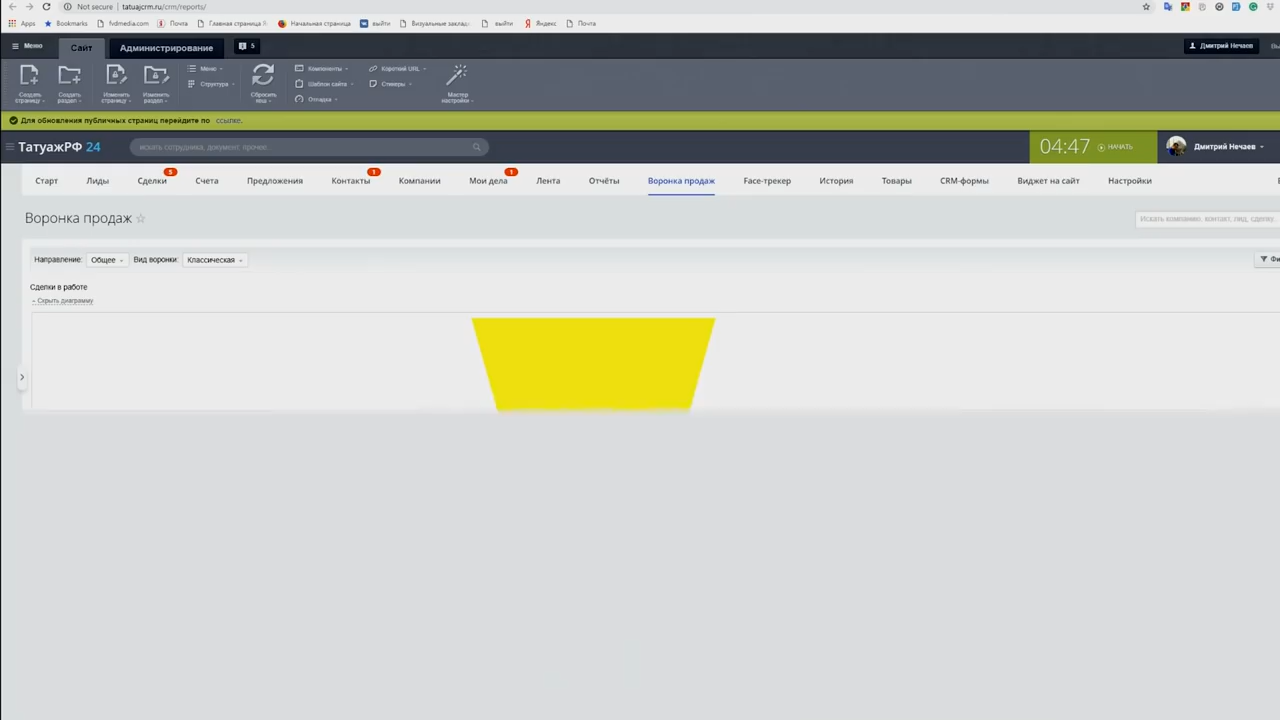 Not secure | tatuajcrm.ru/crm/reports/
Apps Bookmarks hvdmedia.com Почта Главная страница Я Начальная страница выйти Визуальные заклад выйти Яндекс Почта
Меню Сайт Администрирование 5 Дмитрий Нечаев Вы
Меню Компоненты Короткий URL
Структура Шаблон сайта Стикеры
Создать страницу Создать раздел Изменить страницу Изменить раздел Сбросить кеш Отладка Мастер настройки
Для обновления публичных страниц перейдите по ссылке.
ТатуажРФ 24 искать сотрудника, документ, прочее... 04:47 НАЧАТЬ Дмитрий Нечаев
5 1 1
Старт Лиды Сделки Счета Предложения Контакты Компании Мои дела Лента Отчёты Воронка продаж Face-трекер История Товары CRM-формы Виджет на сайт Настройки
Воронка продаж Искать компанию, контакт, лид, сделку...
Направление: Общее Вид воронки: Классическая Фи
Сделки в работе
- Скрыть диаграмму